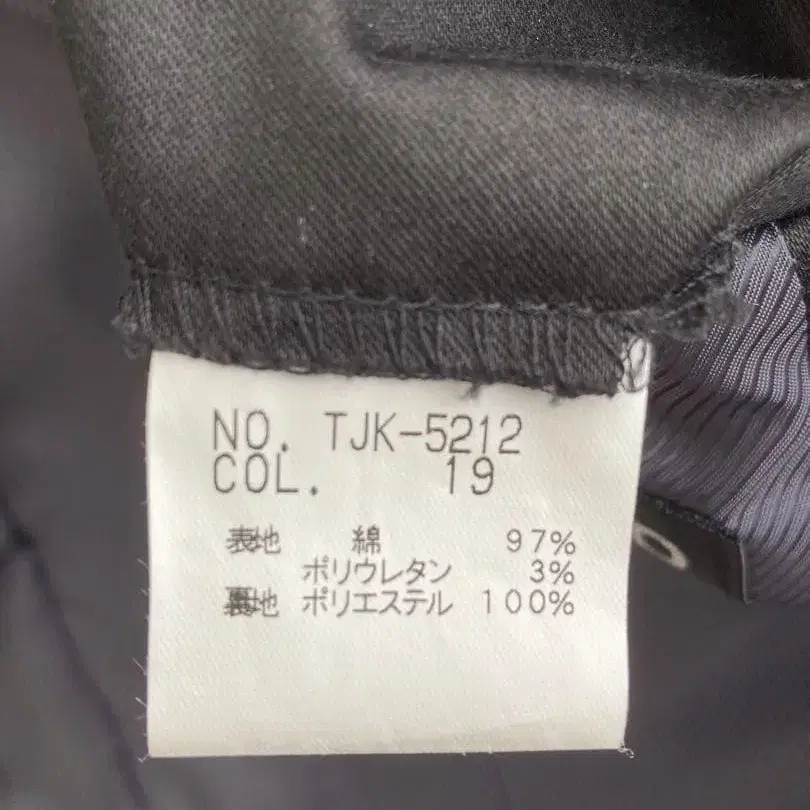 NO. TJK-5212
COL. 19
表地 綿 97%
ポリウレタン 3%
裏地 ポリエステル 100%